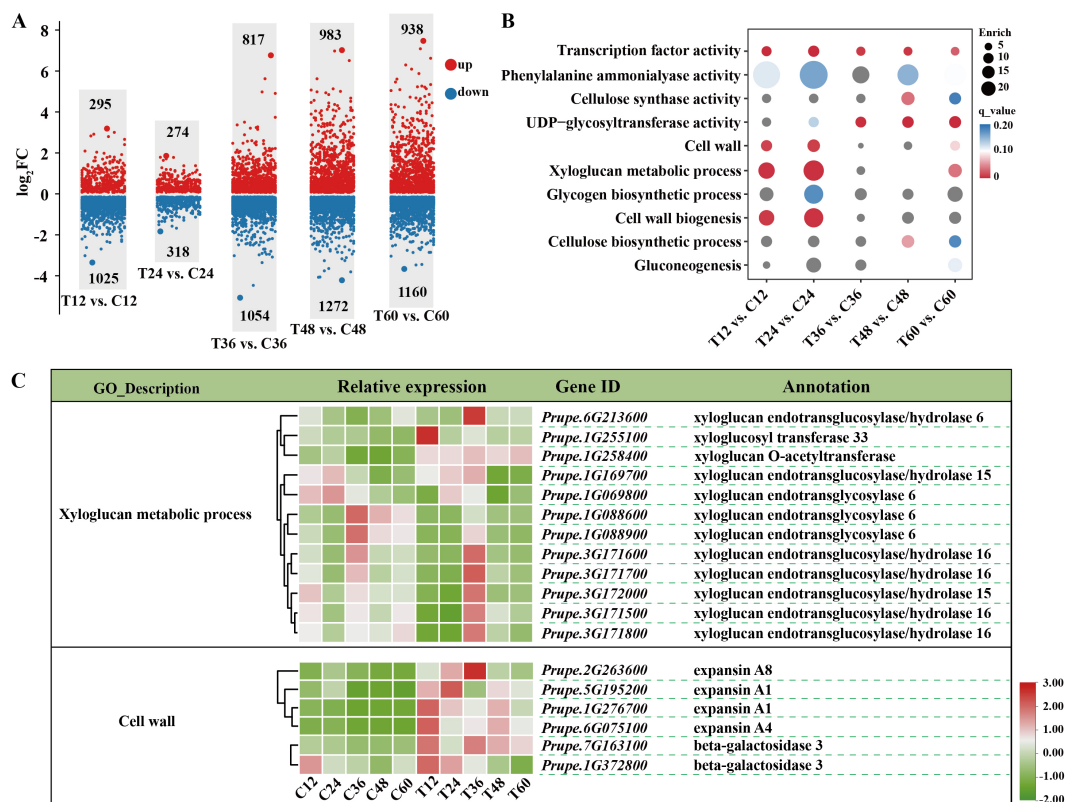 A
log₂FC
8
6
4
2
0
-2
-4
295
1025
T12 vs. C12
274
318
T24 vs. C24
817
1054
T36 vs. C36
983
1272
T48 vs. C48
938
1160
T60 vs. C60
up
down
B
Transcription factor activity
Phenylalanine ammonialyase activity
Cellulose synthase activity
UDP−glycosyltransferase activity
Cell wall
Xyloglucan metabolic process
Glycogen biosynthetic process
Cell wall biogenesis
Cellulose biosynthetic process
Gluconeogenesis
T12 vs. C12
T24 vs. C24
T36 vs. C36
T48 vs. C48
T60 vs. C60
Enrich
5
10
15
20
q_value
0.20
0.10
0
C
GO_Description Relative expression Gene ID Annotation
Xyloglucan metabolic process
Prupe.6G213600 xyloglucan endotransglucosylase/hydrolase 6
Prupe.1G255100 xyloglucosyl transferase 33
Prupe.1G258400 xyloglucan O-acetyltransferase
Prupe.1G169700 xyloglucan endotransglucosylase/hydrolase 15
Prupe.1G069800 xyloglucan endotransglycosylase 6
Prupe.1G088600 xyloglucan endotransglycosylase 6
Prupe.1G088900 xyloglucan endotransglycosylase 6
Prupe.3G171600 xyloglucan endotransglucosylase/hydrolase 16
Prupe.3G171700 xyloglucan endotransglucosylase/hydrolase 16
Prupe.3G172000 xyloglucan endotransglucosylase/hydrolase 15
Prupe.3G171500 xyloglucan endotransglucosylase/hydrolase 16
Prupe.3G171800 xyloglucan endotransglucosylase/hydrolase 16
Cell wall
Prupe.2G263600 expansin A8
Prupe.5G195200 expansin A1
Prupe.1G276700 expansin A1
Prupe.6G075100 expansin A4
Prupe.7G163100 beta-galactosidase 3
Prupe.1G372800 beta-galactosidase 3
C12 C24 C36 C48 C60 T12 T24 T36 T48 T60
3.00
2.00
1.00
0.00
-1.00
-2.00